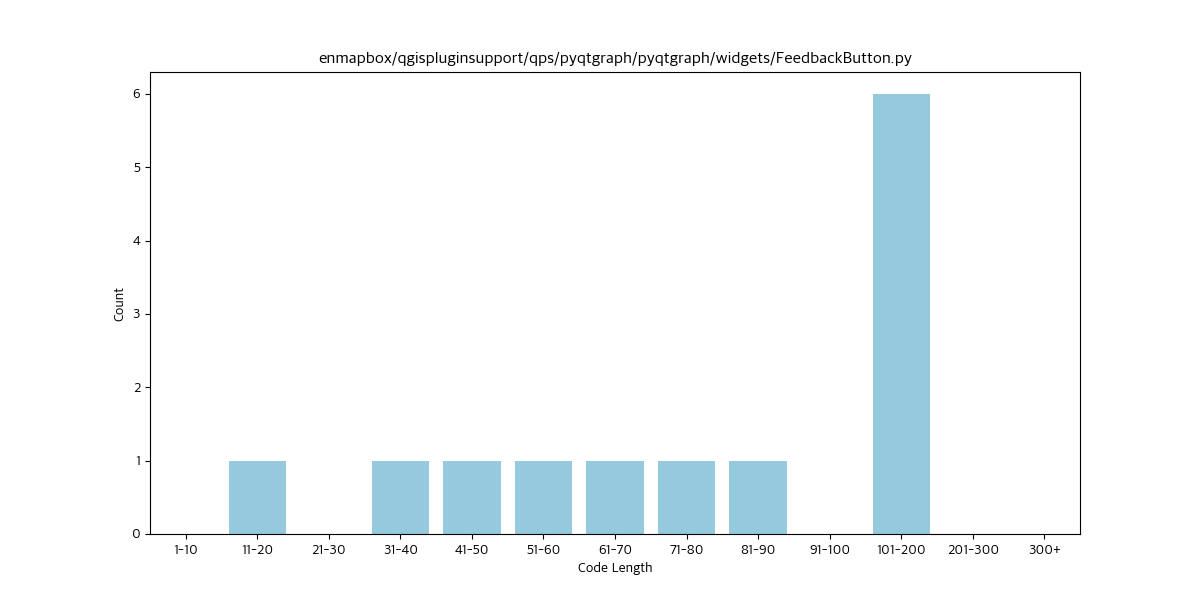 enmapbox/qgispluginsupport/qps/pyqtgraph/pyqtgraph/widgets/FeedbackButton.py
6
5
4
3
2
1
0
Count
1-10 11-20 21-30 31-40 41-50 51-60 61-70 71-80 81-90 91-100 101-200 201-300 300+
Code Length